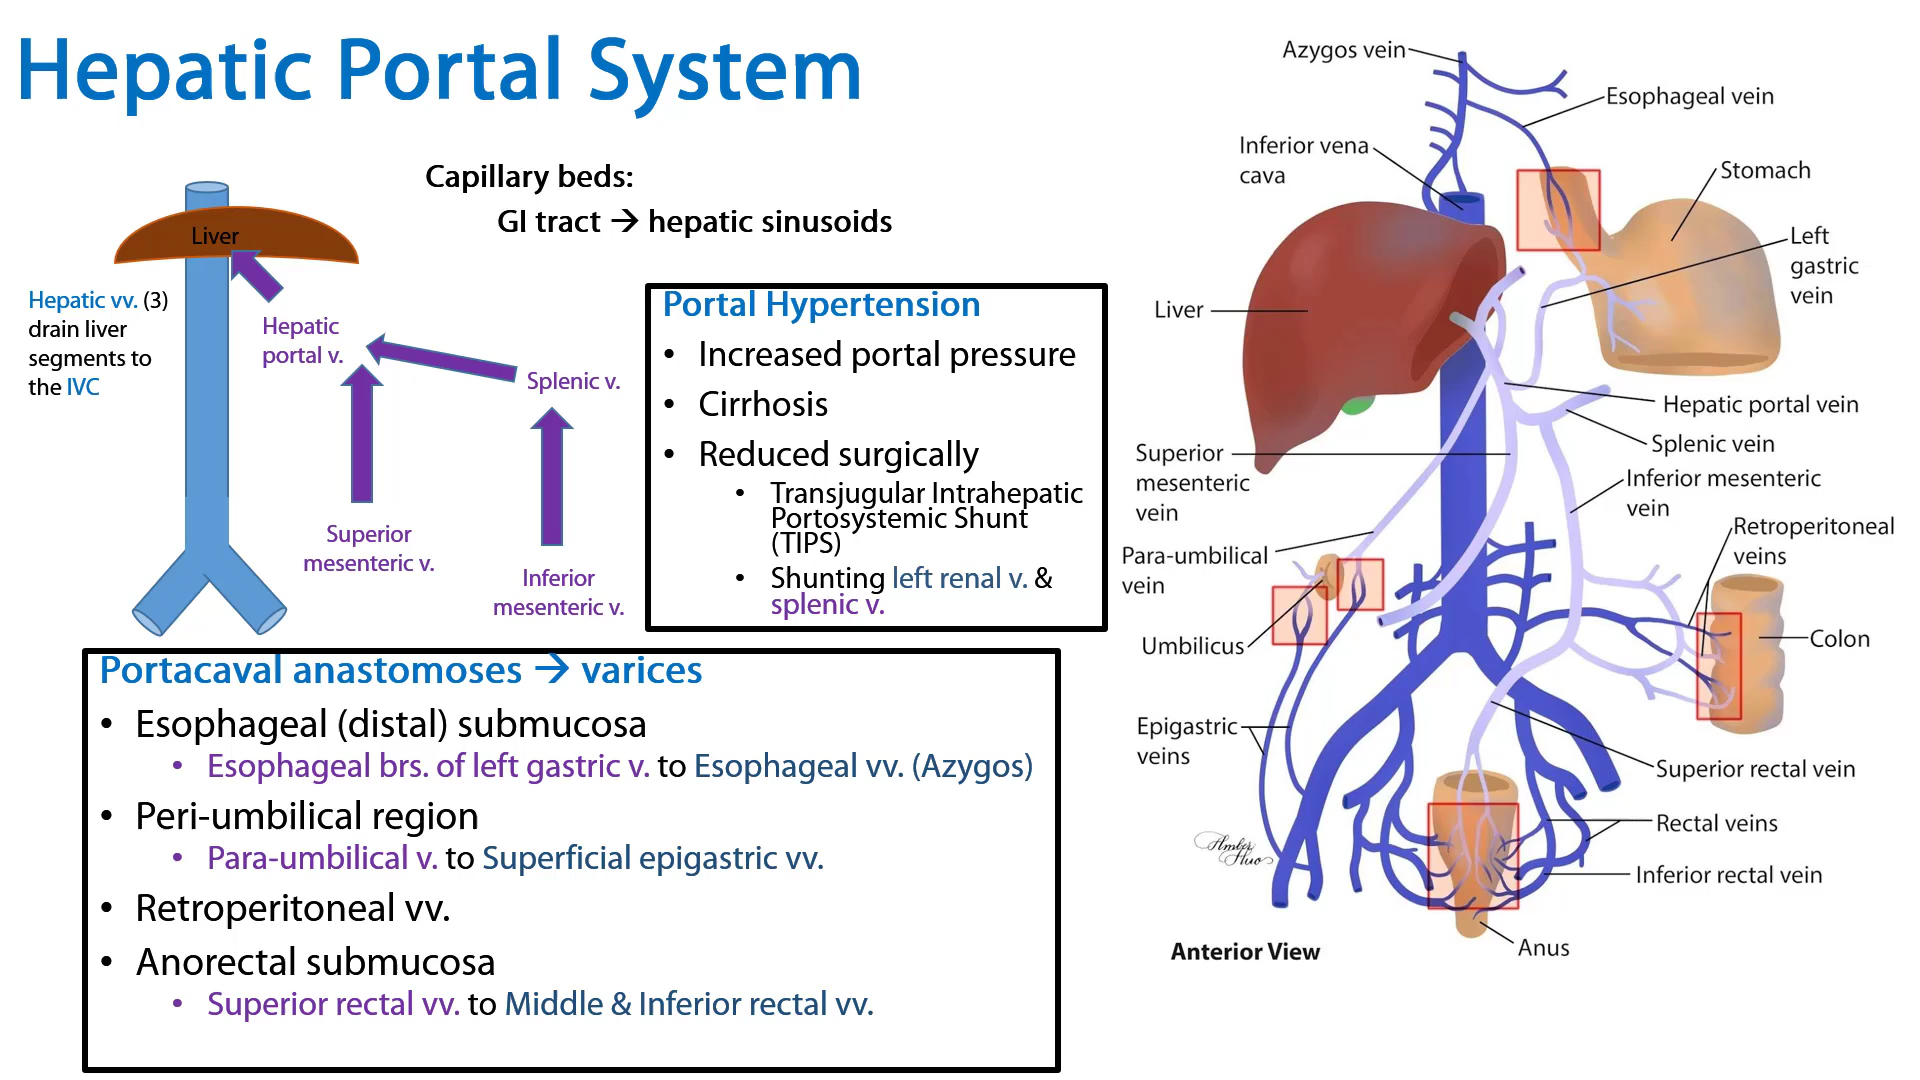 Hepatic Portal System
Capillary beds:
GI tract → hepatic sinusoids
Liver
Hepatic vv. (3)
drain liver
segments to
the IVC
Hepatic
portal v.
Splenic v.
Superior
mesenteric v.
Inferior
mesenteric v.
Portal Hypertension
• Increased portal pressure
• Cirrhosis
• Reduced surgically
• Transjugular Intrahepatic
Portosystemic Shunt
(TIPS)
• Shunting left renal v. &
splenic v.
Portacaval anastomoses → varices
• Esophageal (distal) submucosa
• Esophageal brs. of left gastric v. to Esophageal vv. (Azygos)
• Peri-umbilical region
• Para-umbilical v. to Superficial epigastric vv.
• Retroperitoneal vv.
• Anorectal submucosa
• Superior rectal vv. to Middle & Inferior rectal vv.
Azygos vein
Esophageal vein
Inferior vena
cava
Stomach
Left
gastric
vein
Liver
Hepatic portal vein
Splenic vein
Superior
mesenteric
vein
Inferior mesenteric
vein
Retroperitoneal
veins
Para-umbilical
vein
Umbilicus
Colon
Epigastric
veins
Superior rectal vein
Rectal veins
Amber
Huo
Inferior rectal vein
Anus
Anterior View